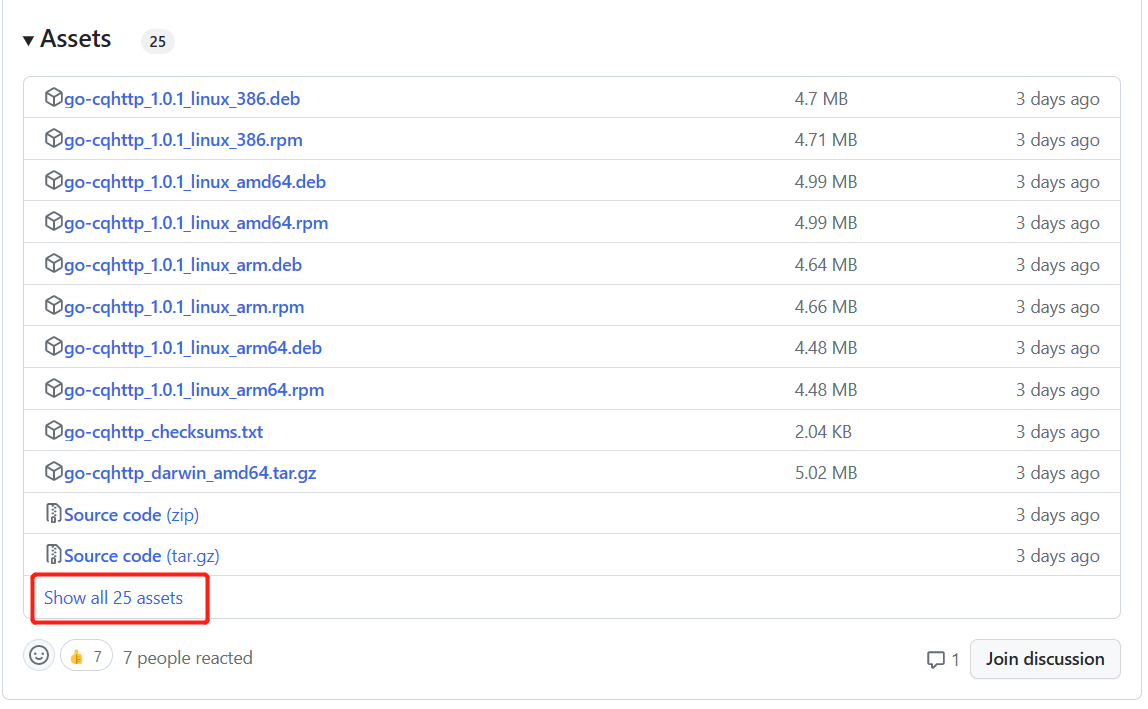 Assets 25
go-cqhttp_1.0.1_linux_386.deb 4.7 MB 3 days ago
go-cqhttp_1.0.1_linux_386.rpm 4.71 MB 3 days ago
go-cqhttp_1.0.1_linux_amd64.deb 4.99 MB 3 days ago
go-cqhttp_1.0.1_linux_amd64.rpm 4.99 MB 3 days ago
go-cqhttp_1.0.1_linux_arm.deb 4.64 MB 3 days ago
go-cqhttp_1.0.1_linux_arm.rpm 4.66 MB 3 days ago
go-cqhttp_1.0.1_linux_arm64.deb 4.48 MB 3 days ago
go-cqhttp_1.0.1_linux_arm64.rpm 4.48 MB 3 days ago
go-cqhttp_checksums.txt 2.04 KB 3 days ago
go-cqhttp_darwin_amd64.tar.gz 5.02 MB 3 days ago
Source code (zip) 3 days ago
Source code (tar.gz) 3 days ago
Show all 25 assets
7 7 people reacted 1 Join discussion